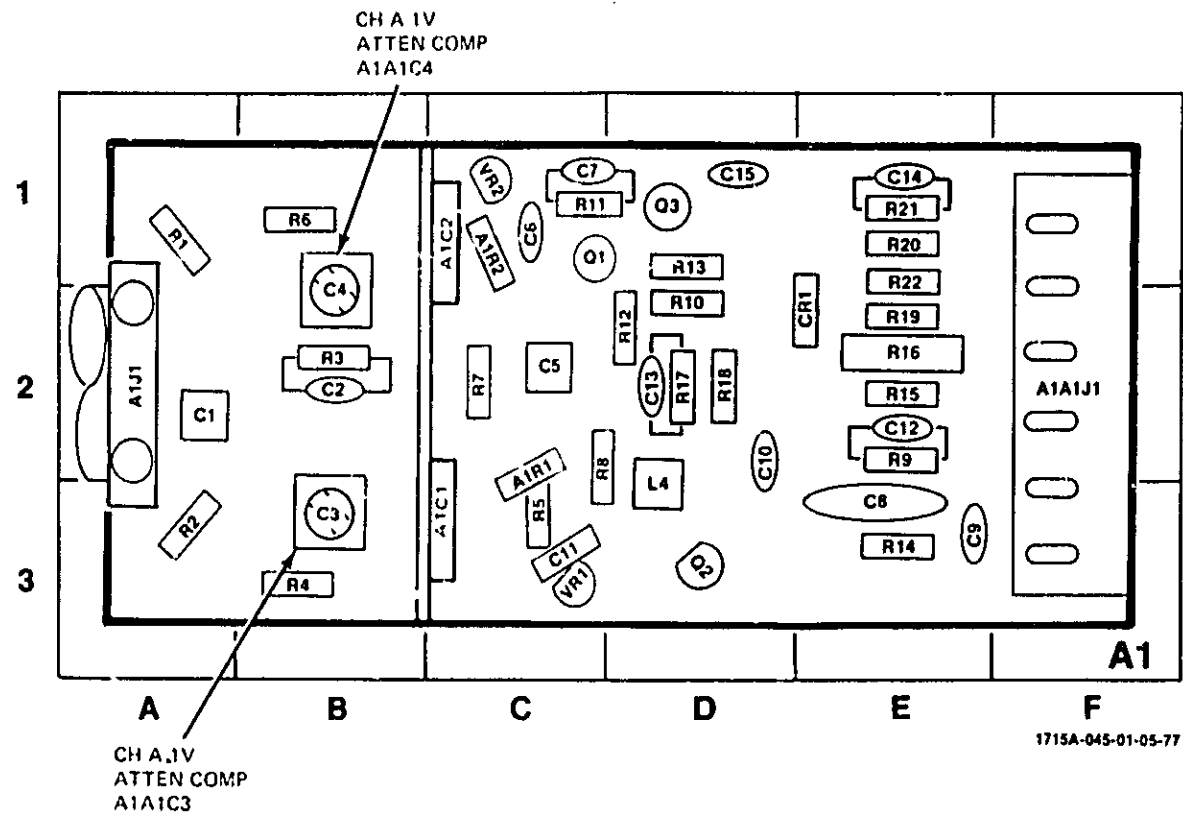 CH A 1V
ATTEN COMP
A1A1C4
1
VR2
C7
R11
C15
C14
R21
R1
R6
A1C2
A1R2
C6
Q3
Q1
R20
R13
R22
C4
R10
CR1
R12
R19
R3
C2
R7
C5
C13
R17
R18
R16
2
A1J1
C1
R15
A1A1J1
C12
R9
A1R1
R8
L4
C10
C3
A1C1
R5
C8
R2
C11
C9
R14
3
R4
VR1
Q2
A1
A B C D E F
1715A-045-01-05-77
CH A .1V
ATTEN COMP
A1A1C3